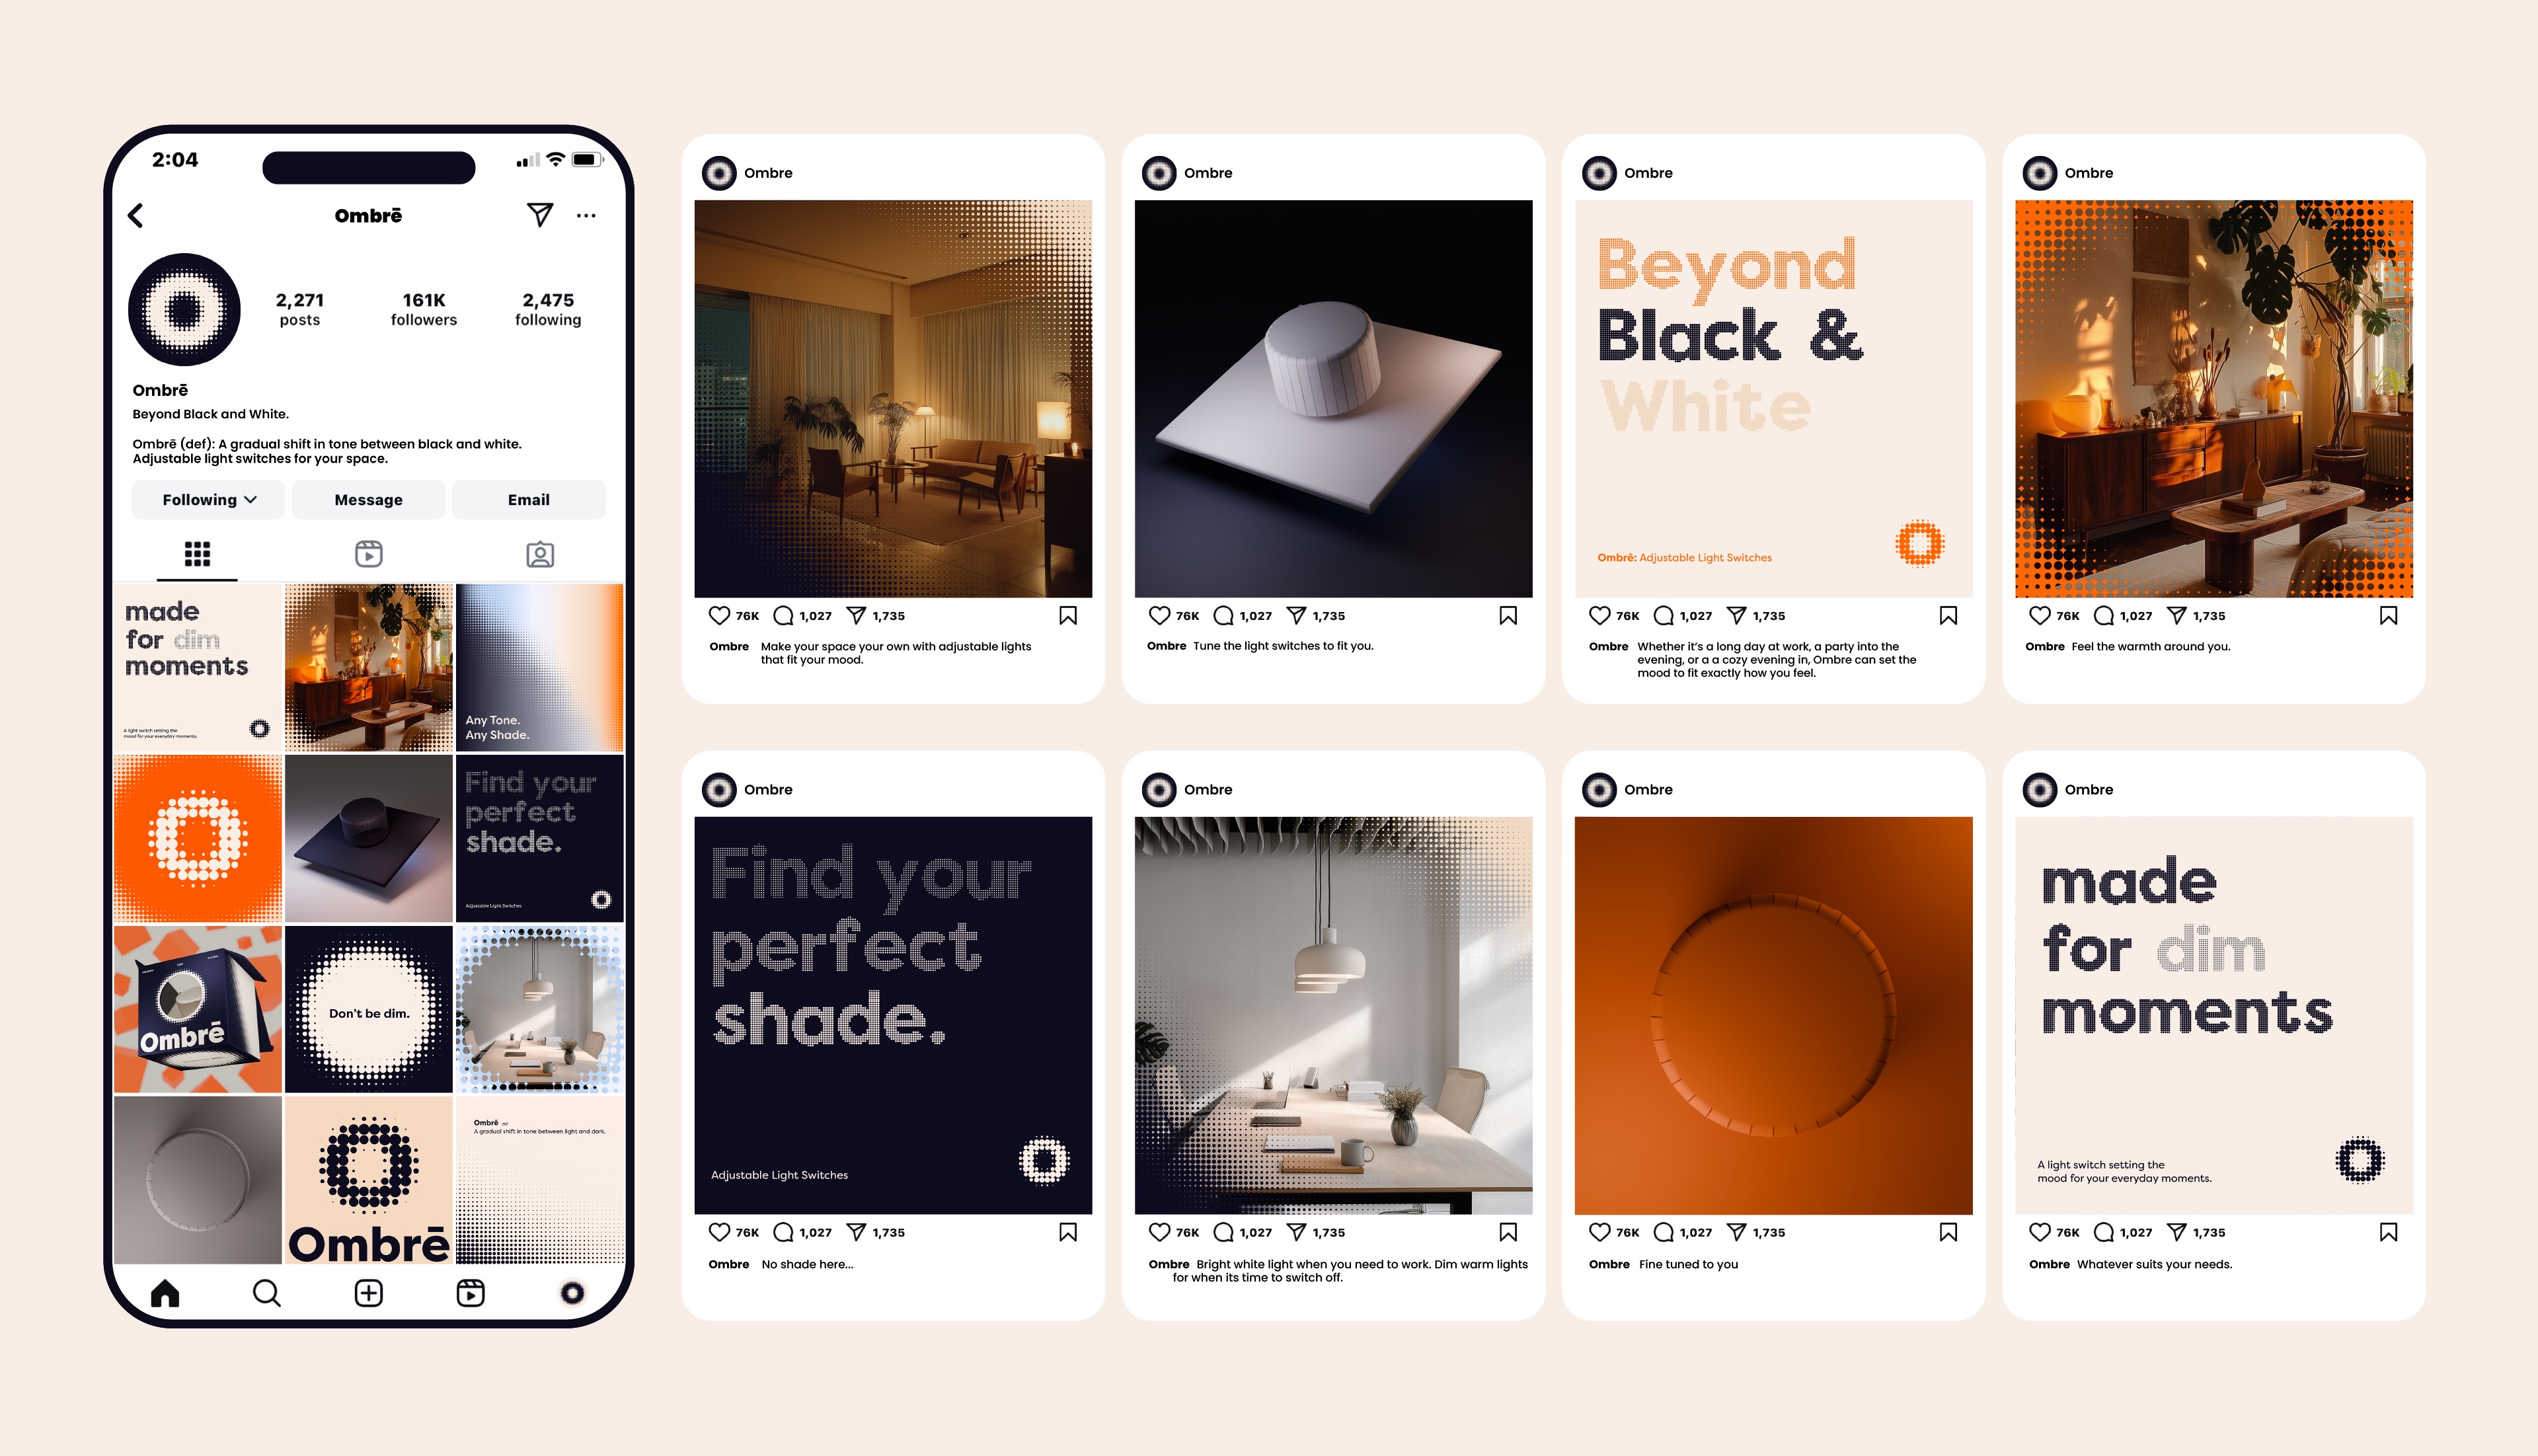 2:04
Ombrē
2,271
posts
161K
followers
2,475
following
Ombrē
Beyond Black and White.
Ombrē (def): A gradual shift in tone between black and white.
Adjustable light switches for your space.
Following
Message
Email
made
for dim
moments
A light switch setting the
mood for your everyday moments.
Any Tone.
Any Shade.
Find your
perfect
shade.
Adjustable Light Switches
Ombrē
Don't be dim.
Ombrē
Ombrē def
A gradual shift in tone between light and dark.
Ombre
76K 1,027 1,735
Ombre Make your space your own with adjustable lights
that fit your mood.
Ombre
76K 1,027 1,735
Ombre Tune the light switches to fit you.
Ombre
Beyond
Black &
White
Ombrē: Adjustable Light Switches
76K 1,027 1,735
Ombre Whether it's a long day at work, a party into the
evening, or a a cozy evening in, Ombre can set the
mood to fit exactly how you feel.
Ombre
76K 1,027 1,735
Ombre Feel the warmth around you.
Ombre
Find your
perfect
shade.
Adjustable Light Switches
76K 1,027 1,735
Ombre No shade here...
Ombre
76K 1,027 1,735
Ombre Bright white light when you need to work. Dim warm lights
for when its time to switch off.
Ombre
76K 1,027 1,735
Ombre Fine tuned to you
Ombre
made
for dim
moments
A light switch setting the
mood for your everyday moments.
76K 1,027 1,735
Ombre Whatever suits your needs.